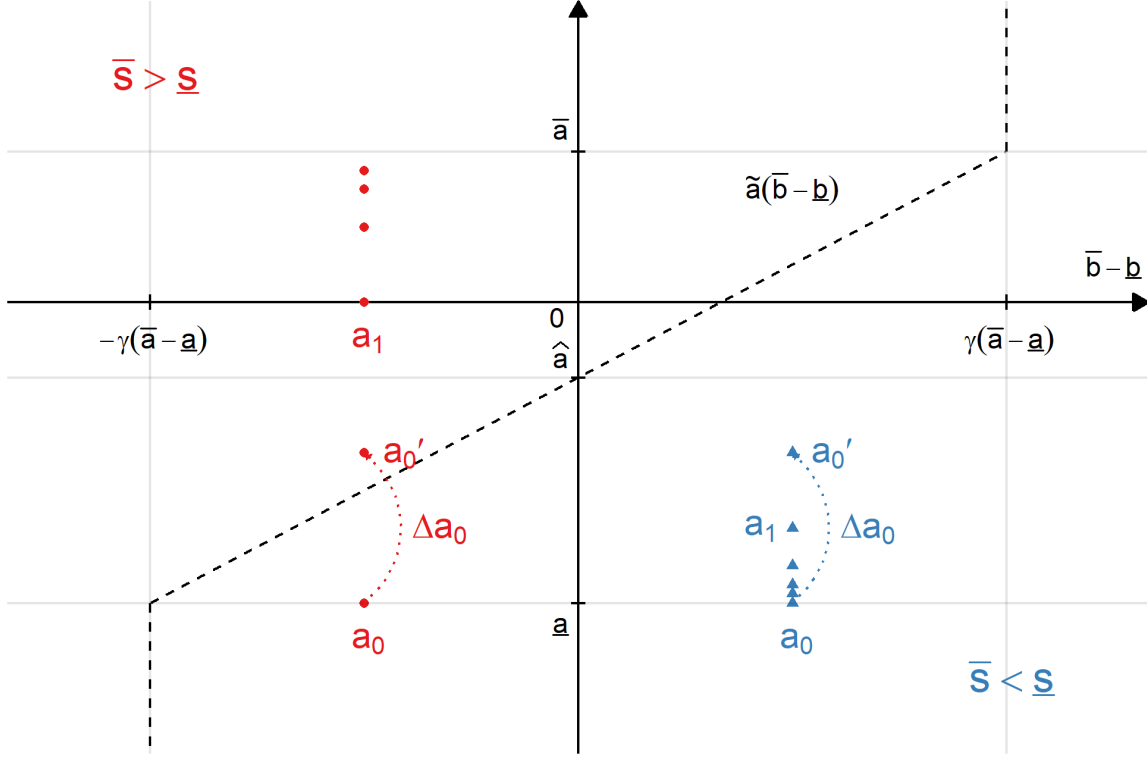 s̅ > s̲
a̅
ã(b̅ − b̲)
b̅ − b̲
0
−γ(a̅ − a̲)
a₁
γ(a̅ − a̲)
â
a₀′
a₀′
Δa₀
a₁
Δa₀
a̲
a₀
a₀
s̅ < s̲